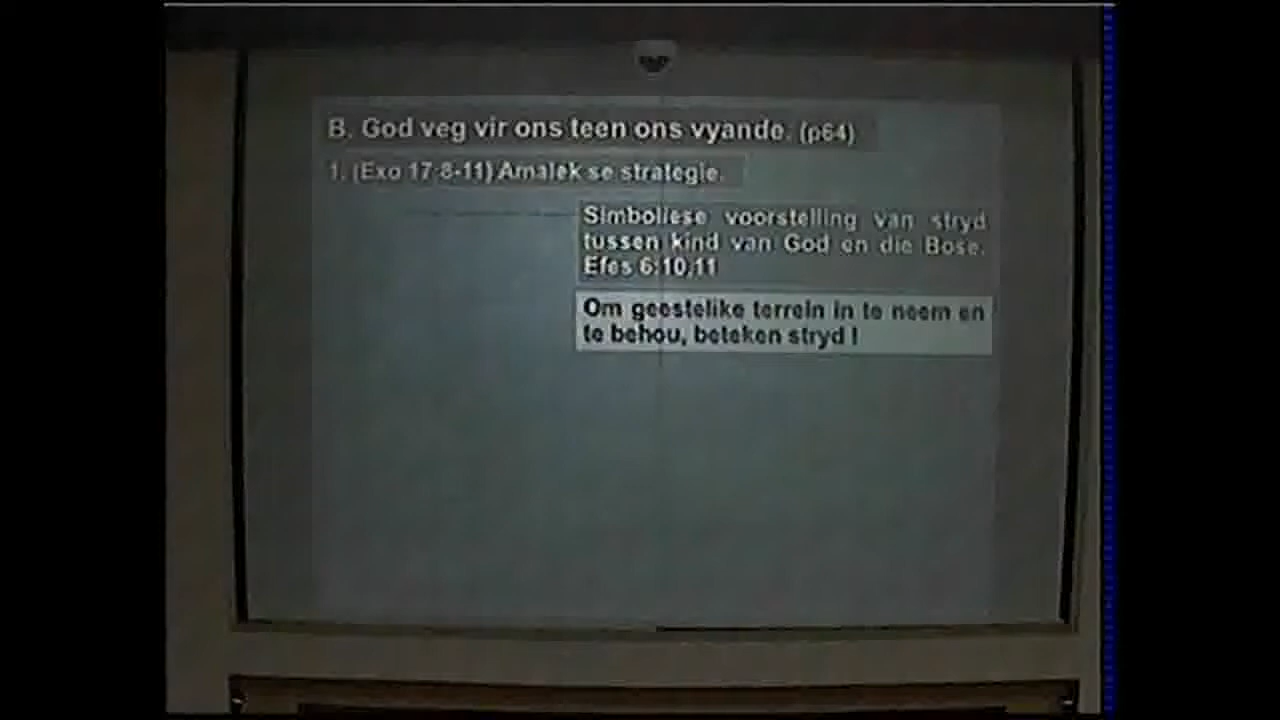 B. God veg vir ons teen ons vyande. (p64)
1. (Exo 17:8-11) Amalek se strategie.
Simboliese voorstelling van stryd
tussen kind van God en die Bose.
Efes 6:10,11
Om geestelike terrein in te neem en
te behou, beteken stryd !